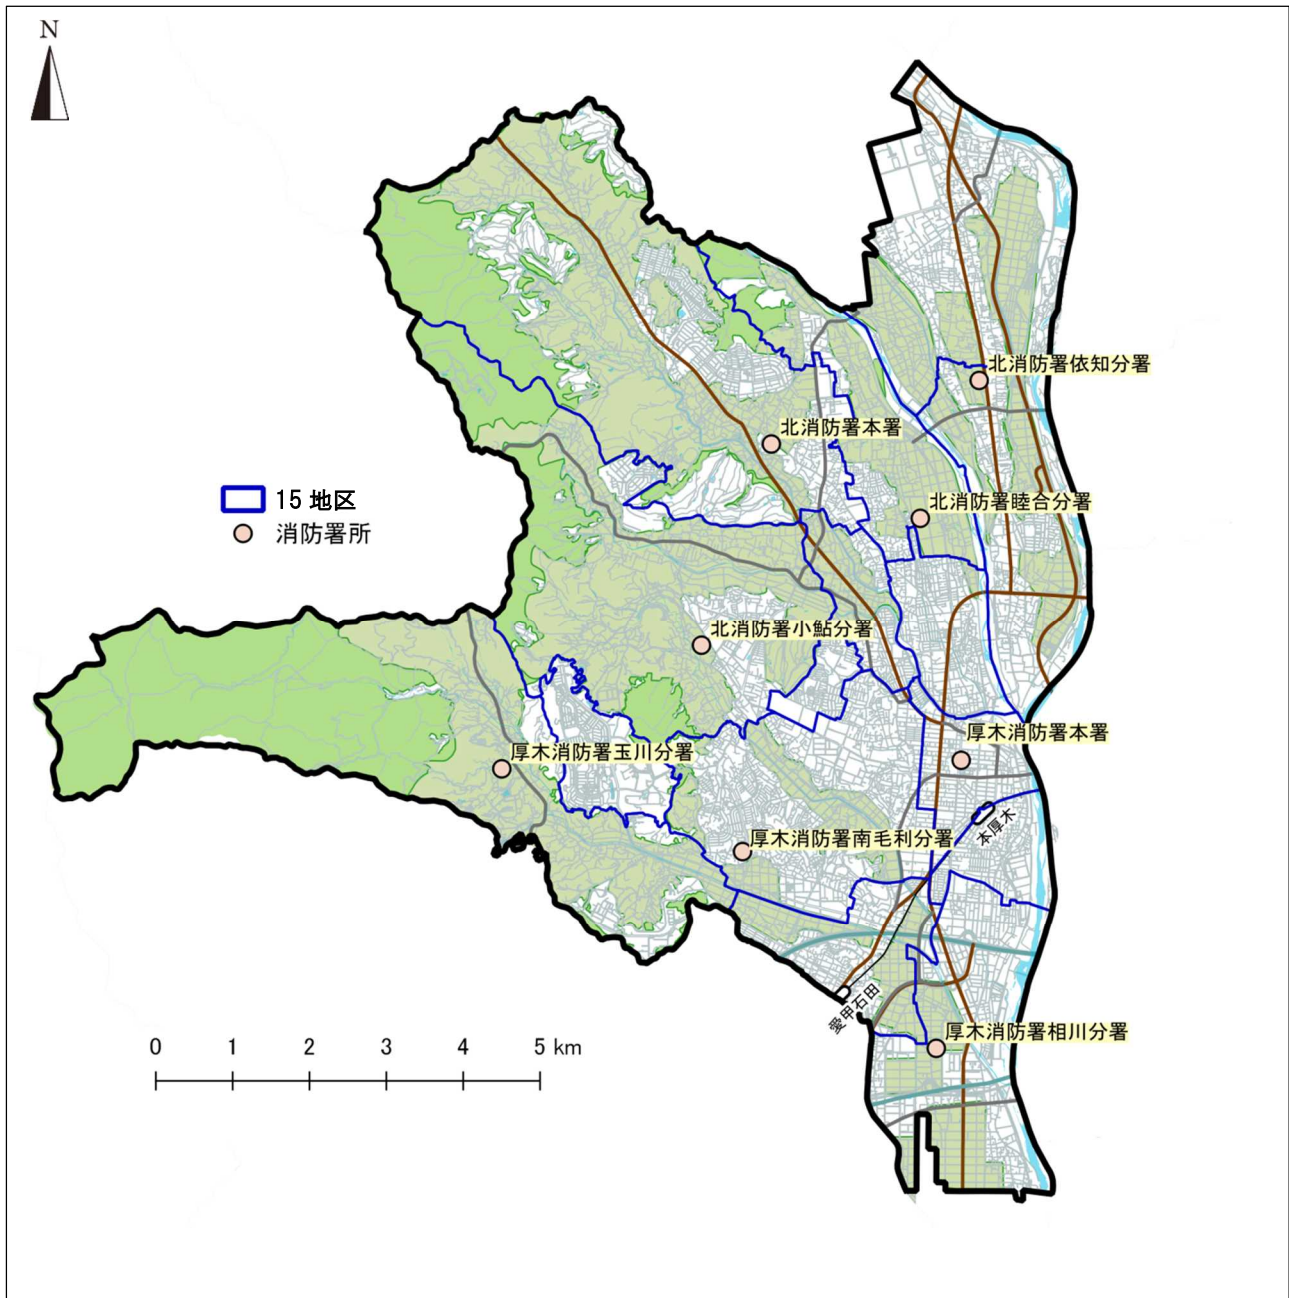 N
北消防署依知分署
北消防署本署
15 地区
北消防署睦合分署
消防署所
北消防署小鮎分署
厚木消防署本署
厚木消防署玉川分署
本厚木
厚木消防署南毛利分署
愛甲石田
厚木消防署相川分署
0 1 2 3 4 5 km